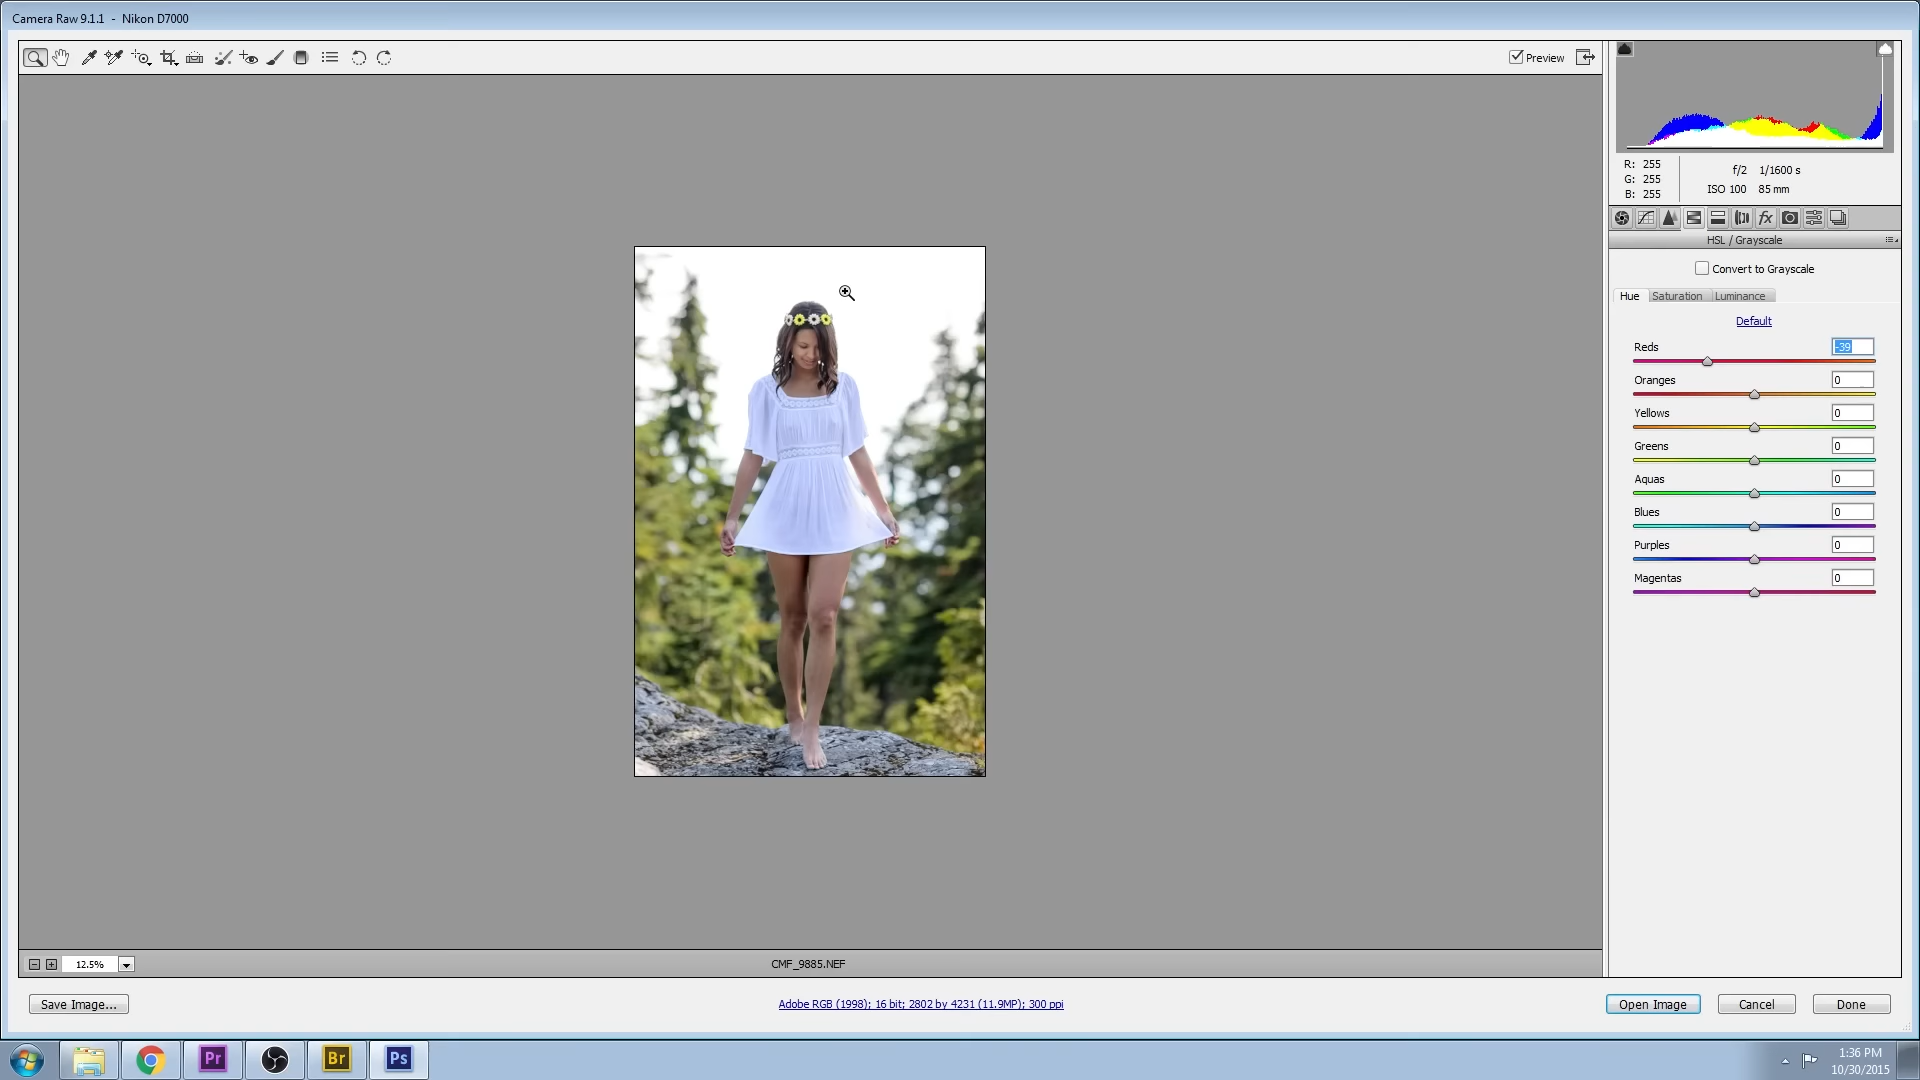 Camera Raw 9.1.1 - Nikon D7000
Preview
R: 255
G: 255
B: 255
f/2 1/1600 s
ISO 100 85 mm
fx
HSL / Grayscale
Convert to Grayscale
Hue Saturation Luminance
Default
Reds -39
Oranges 0
Yellows 0
Greens 0
Aquas 0
Blues 0
Purples 0
Magentas 0
12.5%
CMF_9885.NEF
Save Image...
Adobe RGB (1998); 16 bit; 2802 by 4231 (11.9MP); 300 ppi
Open Image Cancel Done
Pr Br Ps
1:36 PM
10/30/2015